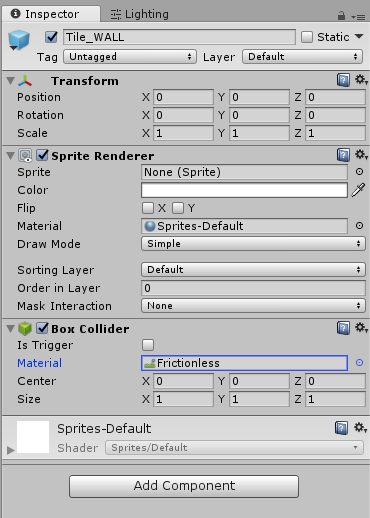 Inspector Lighting
Tile_WALL Static
Tag Untagged Layer Default
Transform
Position X 0 Y 0 Z 0
Rotation X 0 Y 0 Z 0
Scale X 1 Y 1 Z 1
Sprite Renderer
Sprite None (Sprite)
Color
Flip X Y
Material Sprites-Default
Draw Mode Simple
Sorting Layer Default
Order in Layer 0
Mask Interaction None
Box Collider
Is Trigger
Material Frictionless
Center X 0 Y 0 Z 0
Size X 1 Y 1 Z 1
Sprites-Default
Shader Sprites/Default
Add Component